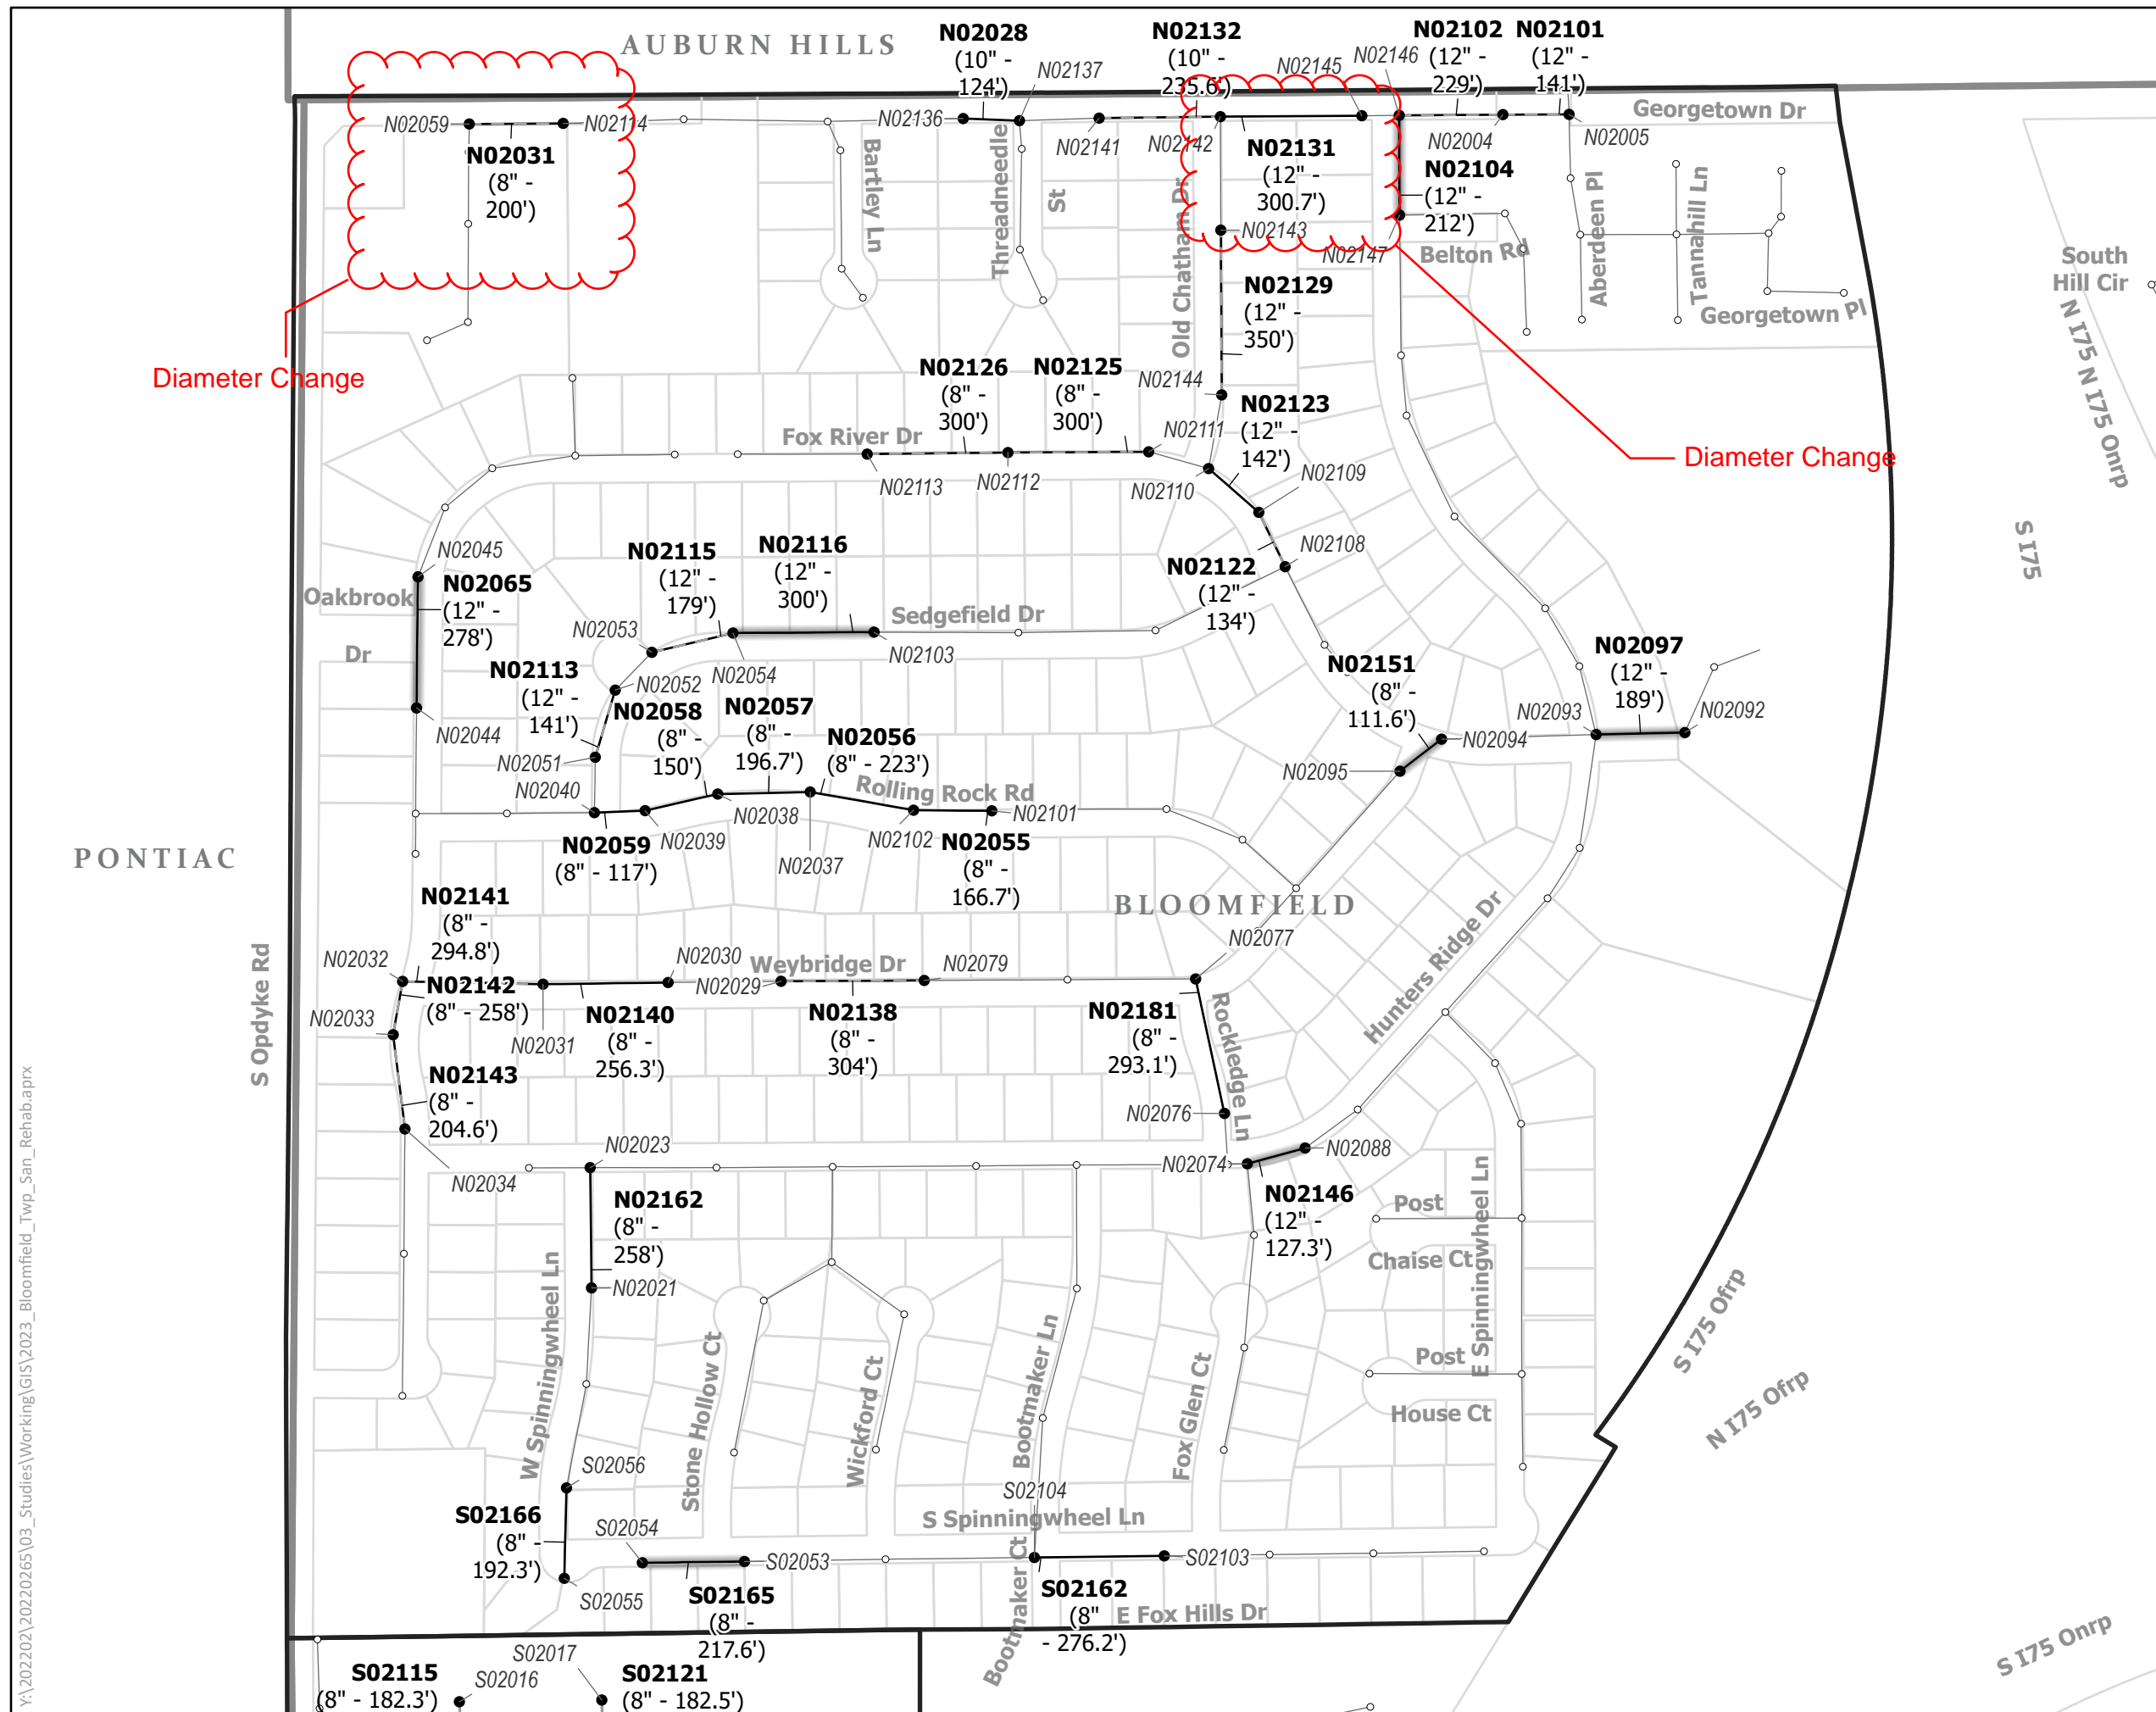 AUBURN HILLS
N02028
(10" -
124')
N02137
N02132
(10" -
235.6')
N02145
N02146
N02102
(12" -
229')
N02101
(12" -
141')
Georgetown Dr
N02059
N02114
N02031
(8" -
200')
N02136
N02141
N02142
N02131
(12" -
300.7')
N02004
N02005
N02104
(12" -
212')
N02143
N02147
Belton Rd
Bartley Ln
Threadneedle
St
Old Chatham Dr
Aberdeen Pl
Tannahill Ln
Georgetown Pl
South
Hill Cir
N I75 N I75 Onrp
S I75
N02129
(12" -
350')
Diameter Change
N02126
(8" -
300')
N02125
(8" -
300')
N02144
N02123
(12" -
142')
Fox River Dr
N02111
Diameter Change
N02113
N02112
N02110
N02109
N02045
N02115
(12" -
179')
N02116
(12" -
300')
N02108
N02122
(12" -
134')
Oakbrook
Dr
N02065
(12" -
278')
Sedgefield Dr
N02053
N02103
N02054
N02052
N02113
(12" -
141')
N02058
(8" -
150')
N02057
(8" -
196.7')
N02056
(8" - 223')
N02151
(8" -
111.6')
N02097
(12" -
189')
N02093
N02092
N02044
N02051
N02094
N02095
N02040
Rolling Rock Rd
N02101
N02038
N02039
N02102
N02037
N02059
(8" - 117')
N02055
(8" -
166.7')
PONTIAC
BLOOMFIELD
N02141
(8" -
294.8')
N02077
Hunters Ridge Dr
N02032
N02030
N02029
Weybridge Dr
N02079
N02142
(8" - 258')
N02033
N02031
N02140
(8" -
256.3')
N02138
(8" -
304')
N02181
(8" -
293.1')
Rockledge Ln
S Opdyke Rd
N02143
(8" -
204.6')
N02076
N02023
N02034
N02074
N02088
N02162
(8" -
258')
N02146
(12" -
127.3')
N02021
Post
Chaise Ct
E Spinningwheel Ln
Post
House Ct
W Spinningwheel Ln
Stone Hollow Ct
Wickford Ct
Bootmaker Ln
Fox Glen Ct
S I75 Ofrp
N I75 Ofrp
S I75 Onrp
S02056
S02104
S02166
(8" -
192.3')
S02054
S Spinningwheel Ln
S02053
S02103
S02055
S02165
(8" -
217.6')
Bootmaker Ct
S02162
(8"
- 276.2')
E Fox Hills Dr
S02115
(8" - 182.3')
S02016
S02017
S02121
(8" - 182.5')
Y:\202202\20220265\03_Studies\Working\GIS\2023_Bloomfield_Twp_San_Rehab.aprx